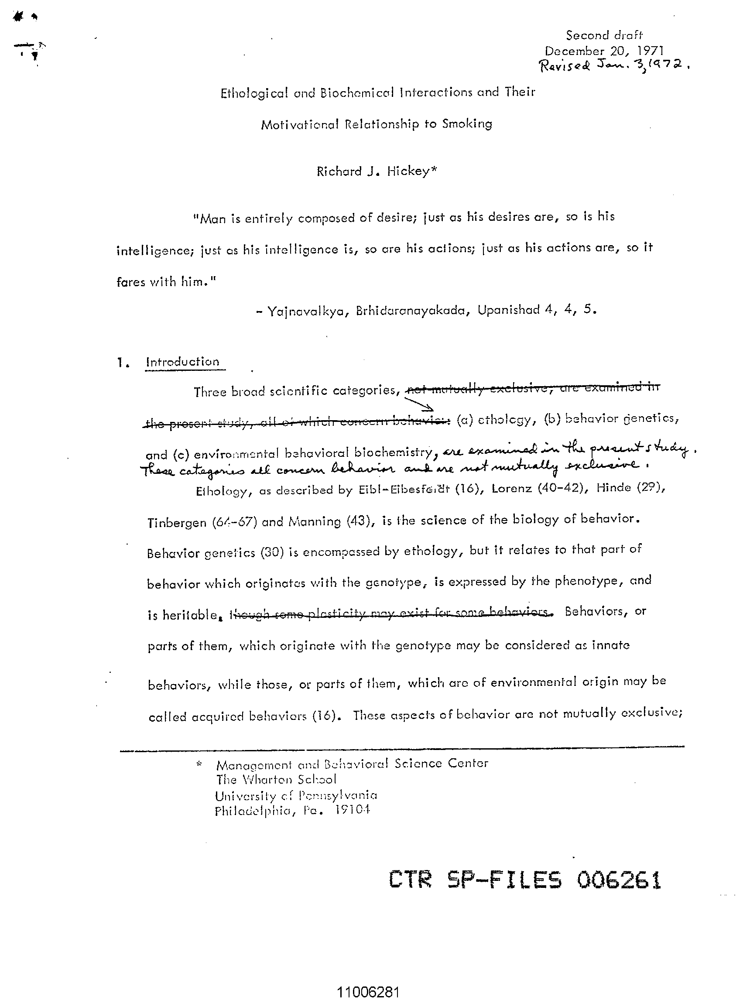 Second draft
December 20, 1971
Revised Jan. 3, 1972.
Ethological and Biochemical Interactions and Their
Motivational Relationship to Smoking
Richard J. Hickey*
"Man is entirely composed of desire; just as his desires are, so is his
intelligence; just as his intelligence is, so are his actions; just as his actions are, so it
fares with him."
- Yajnavalkya, Brhidaranayakada, Upanishad 4, 4, 5.
1. Introduction
Three broad scientific categories, not mutually exclusive, are examined in
the present study, all of which concern behavior: (a) ethology, (b) behavior genetics,
and (c) environmental behavioral biochemistry, are examined in the present study.
These categories all concern behavior and are not mutually exclusive.
Ethology, as described by Eibl-Eibesfeldt (16), Lorenz (40-42), Hinde (29),
Tinbergen (64-67) and Manning (43), is the science of the biology of behavior.
Behavior genetics (30) is encompassed by ethology, but it relates to that part of
behavior which originates with the genotype, is expressed by the phenotype, and
is heritable. though some plasticity may exist for some behaviors. Behaviors, or
parts of them, which originate with the genotype may be considered as innate
behaviors, while those, or parts of them, which are of environmental origin may be
called acquired behaviors (16). These aspects of behavior are not mutually exclusive;
* Management and Behavioral Science Center
The Wharton School
University of Pennsylvania
Philadelphia, Pa. 19104
CTR SP-FILES 006261
11006281